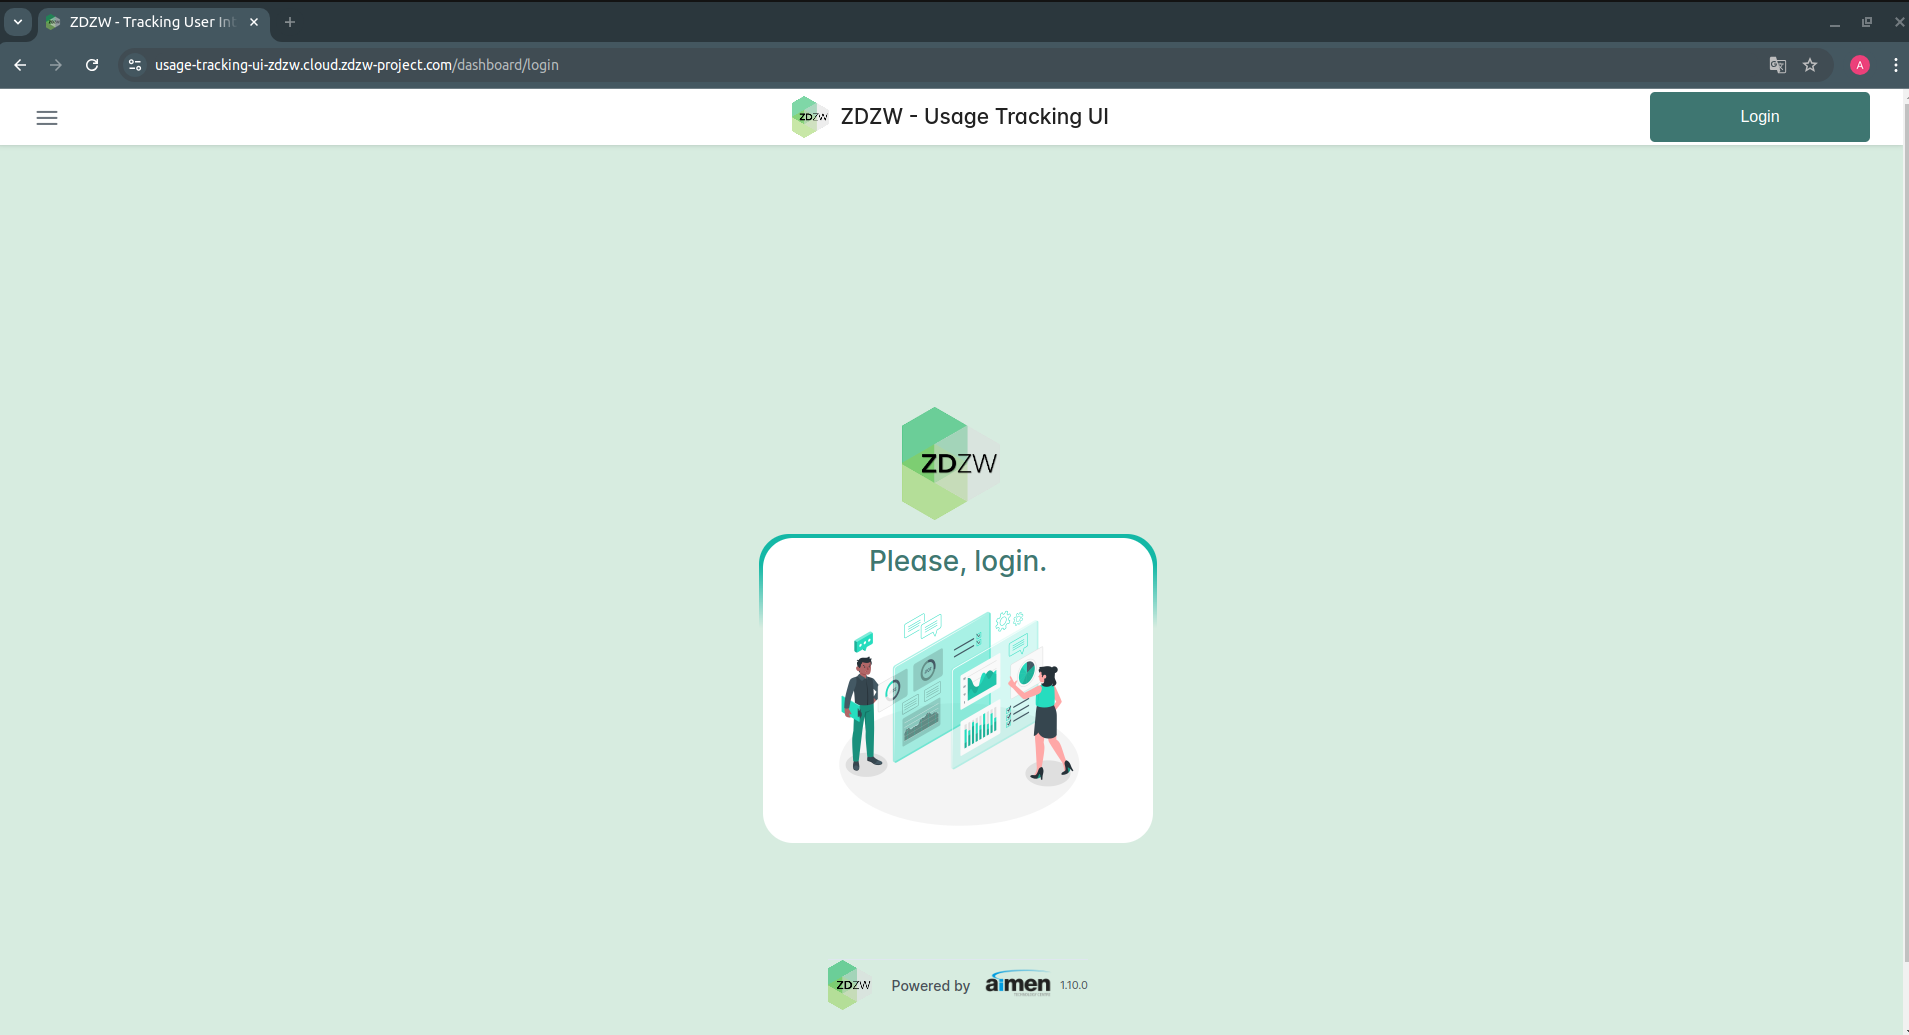 ZDZW - Tracking User Int
usage-tracking-ui-zdzw.cloud.zdzw-project.com/dashboard/login
A
ZDZW
ZDZW - Usage Tracking UI
Login
ZDZW
Please, login.
ZDZW
Powered by
aimen
1.10.0